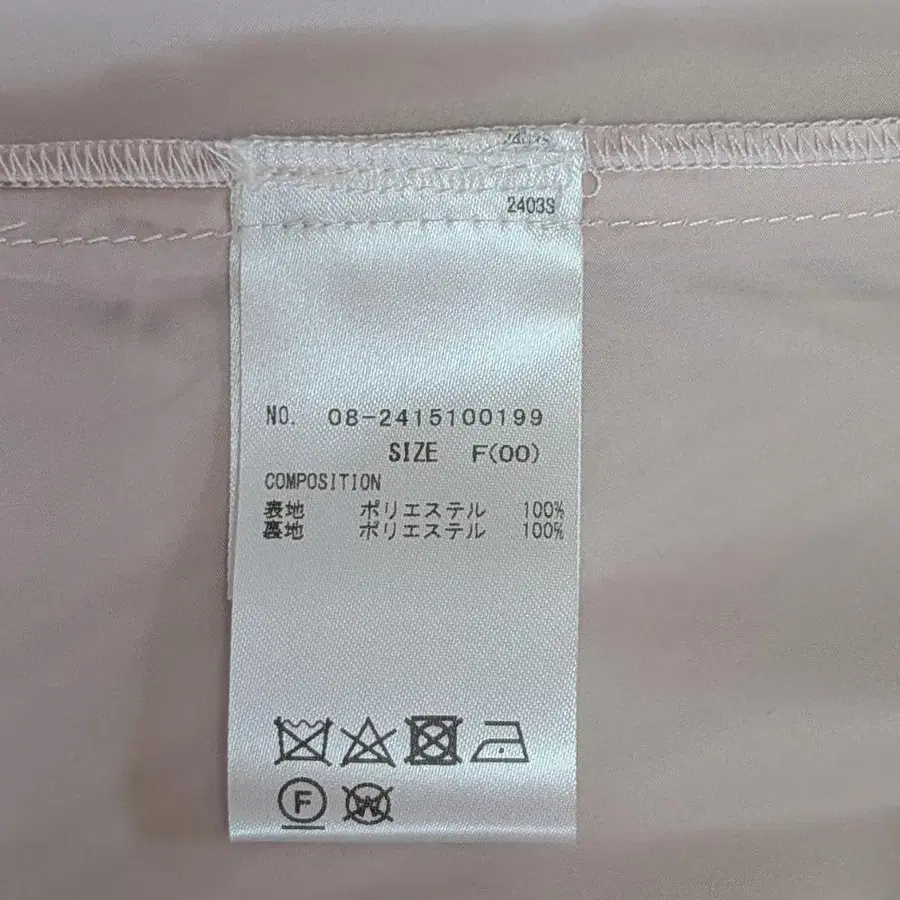 2403S
NO. 08-2415100199
SIZE F(00)
COMPOSITION
表地 ポリエステル 100%
裏地 ポリエステル 100%
F
W